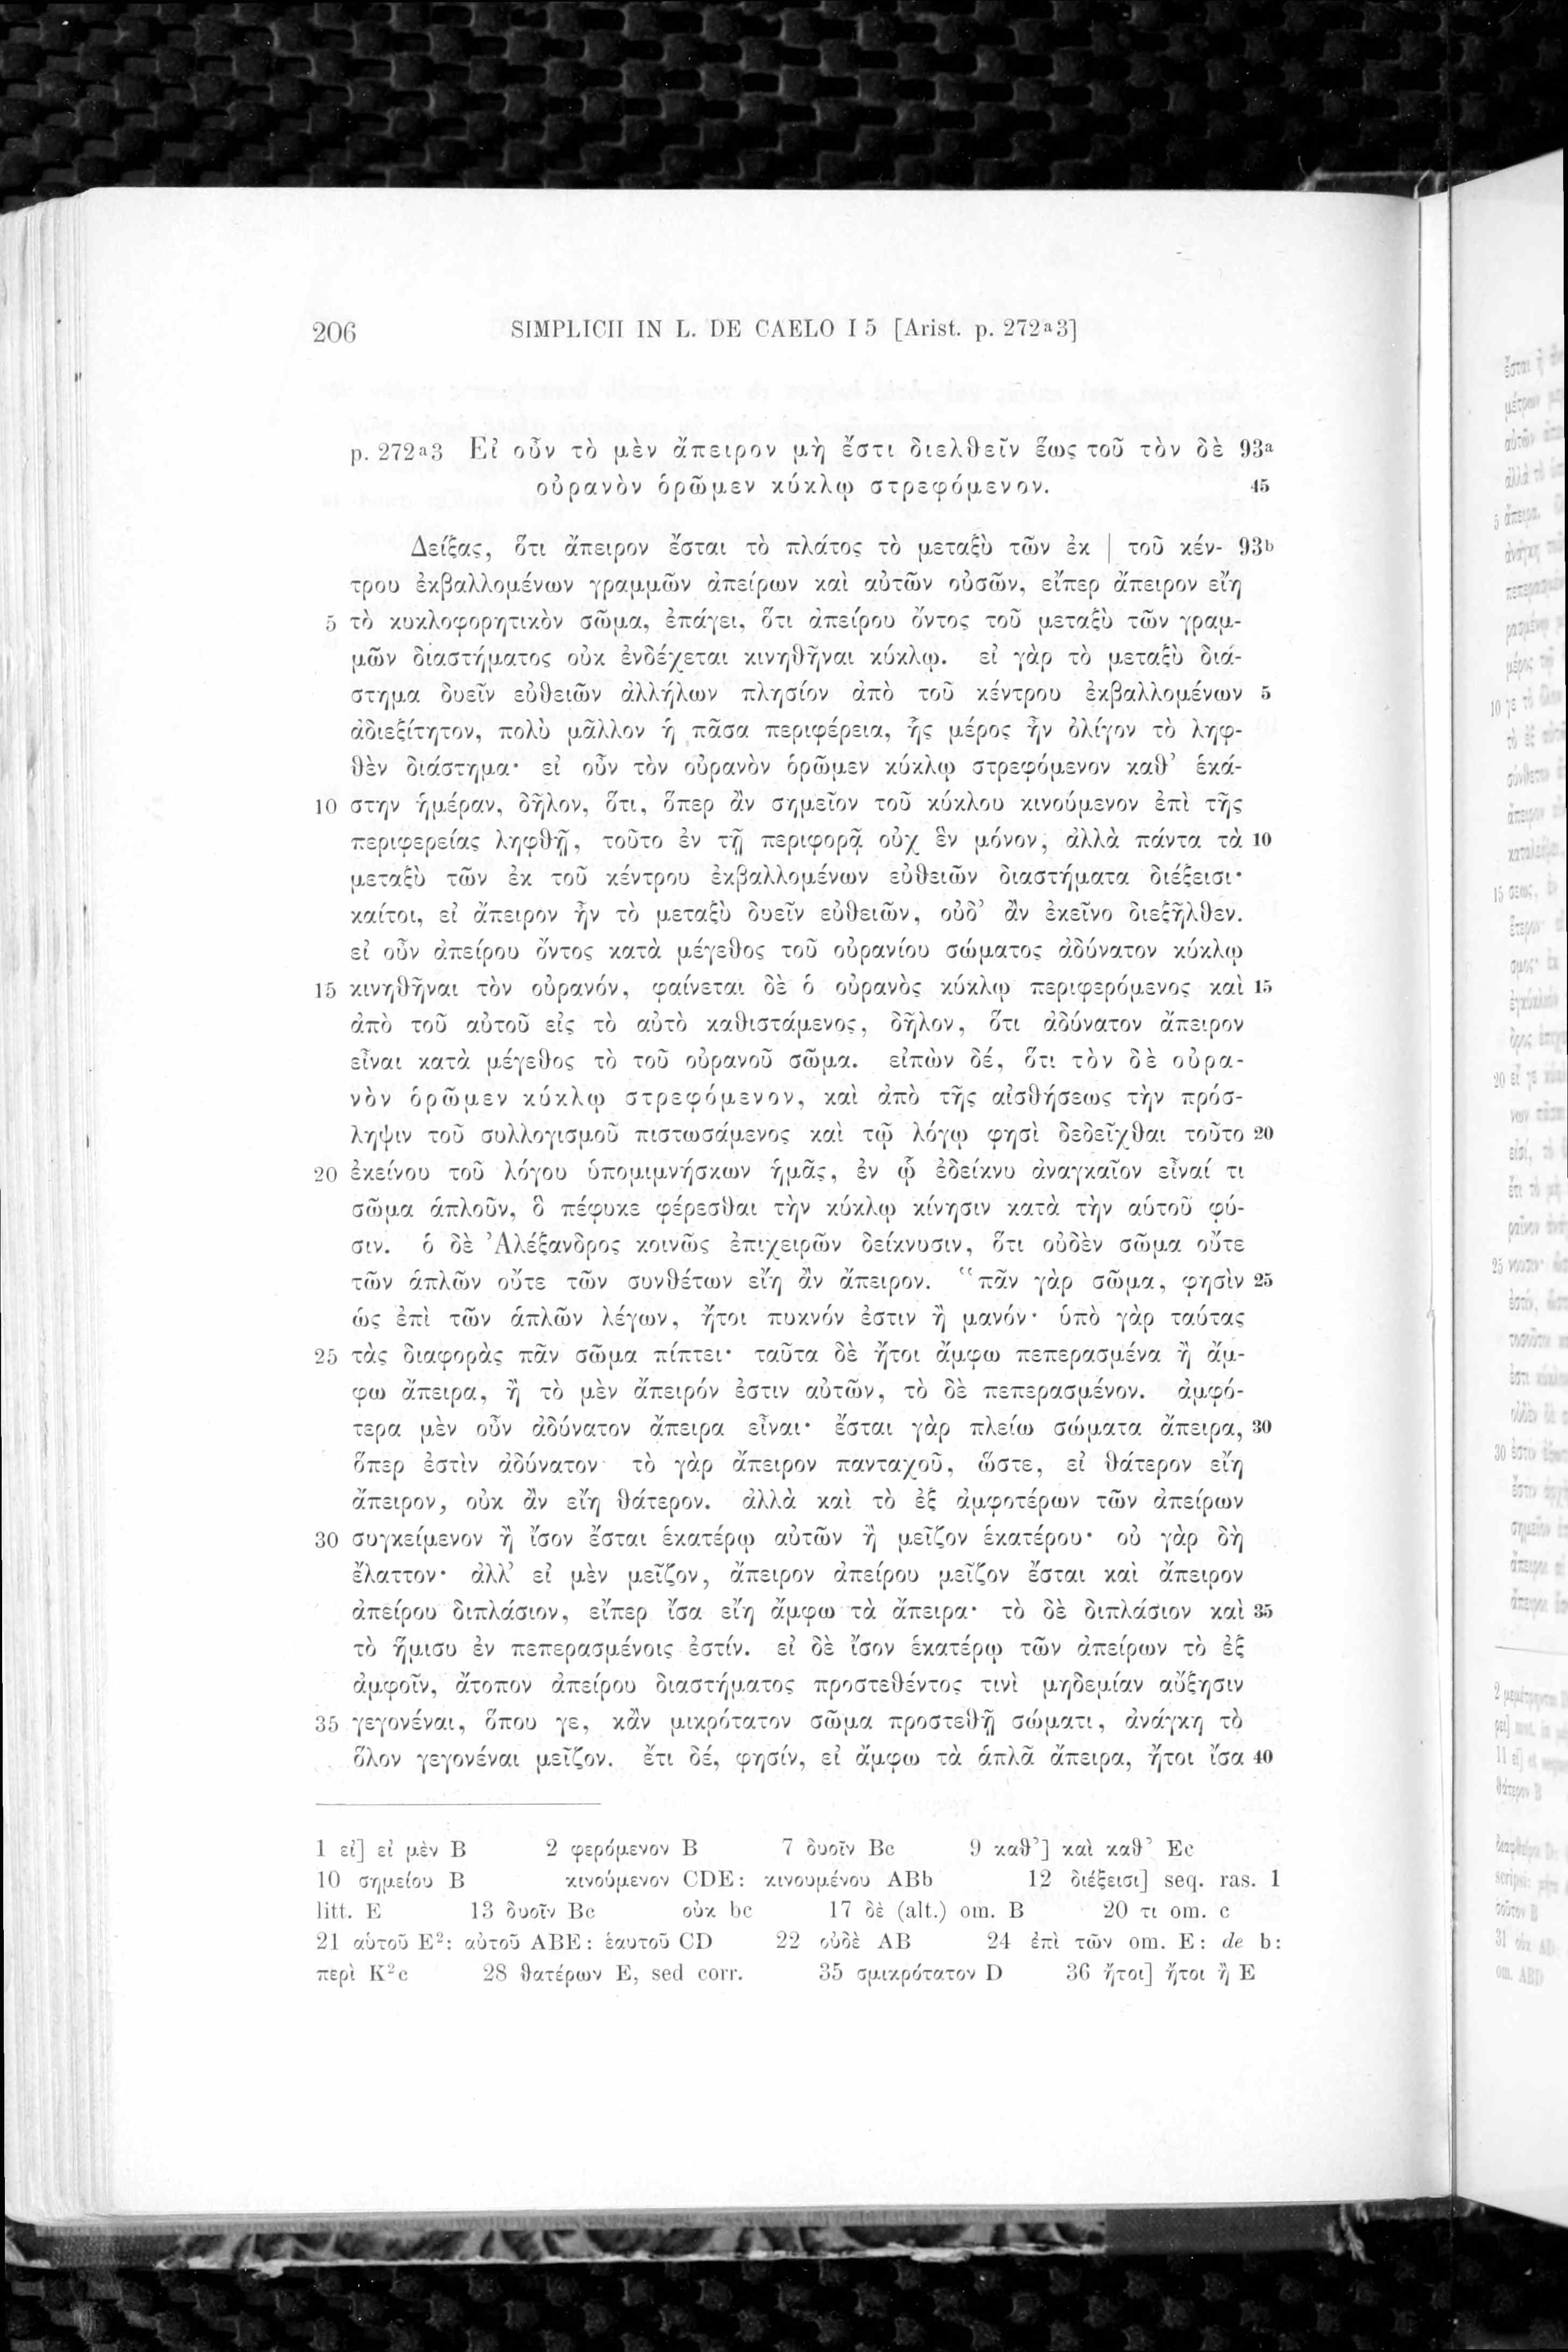 206 SIMPLICII IN L. DE CAELO I 5 [Arist. p. 272ª3]
p. 272ª3 Εἰ οὖν τὸ μὲν ἄπειρον μὴ ἔστι διελθεῖν ἕως τοῦ τὸν δὲ 93ª
οὐρανὸν ὁρῶμεν κύκλῳ στρεφόμενον. 45
Δείξας, ὅτι ἄπειρον ἔσται τὸ πλάτος τὸ μεταξὺ τῶν ἐκ | τοῦ κέν- 93ᵇ
τρου ἐκβαλλομένων γραμμῶν ἀπείρων καὶ αὐτῶν οὐσῶν, εἴπερ ἄπειρον εἴη
5 τὸ κυκλοφορητικὸν σῶμα, ἐπάγει, ὅτι ἀπείρου ὄντος τοῦ μεταξὺ τῶν γραμ-
μῶν διαστήματος οὐκ ἐνδέχεται κινηθῆναι κύκλῳ. εἰ γὰρ τὸ μεταξὺ διά-
στημα δυεῖν εὐθειῶν ἀλλήλων πλησίον ἀπὸ τοῦ κέντρου ἐκβαλλομένων 5
ἀδιεξίτητον, πολὺ μᾶλλον ἡ πᾶσα περιφέρεια, ἧς μέρος ἦν ὀλίγον τὸ ληφ-
θὲν διάστημα· εἰ οὖν τὸν οὐρανὸν ὁρῶμεν κύκλῳ στρεφόμενον καθ’ ἑκά-
10 στην ἡμέραν, δῆλον, ὅτι, ὅπερ ἂν σημεῖον τοῦ κύκλου κινούμενον ἐπὶ τῆς
περιφερείας ληφθῇ, τοῦτο ἐν τῇ περιφορᾷ οὐχ ἓν μόνον, ἀλλὰ πάντα τὰ 10
μεταξὺ τῶν ἐκ τοῦ κέντρου ἐκβαλλομένων εὐθειῶν διαστήματα διέξεισι·
καίτοι, εἰ ἄπειρον ἦν τὸ μεταξὺ δυεῖν εὐθειῶν, οὐδ’ ἂν ἐκεῖνο διεξῆλθεν.
εἰ οὖν ἀπείρου ὄντος κατὰ μέγεθος τοῦ οὐρανίου σώματος ἀδύνατον κύκλῳ
15 κινηθῆναι τὸν οὐρανόν, φαίνεται δὲ ὁ οὐρανὸς κύκλῳ περιφερόμενος καὶ 15
ἀπὸ τοῦ αὐτοῦ εἰς τὸ αὐτὸ καθιστάμενος, δῆλον, ὅτι ἀδύνατον ἄπειρον
εἶναι κατὰ μέγεθος τὸ τοῦ οὐρανοῦ σῶμα. εἰπὼν δέ, ὅτι τὸν δὲ οὐρα-
νὸν ὁρῶμεν κύκλῳ στρεφόμενον, καὶ ἀπὸ τῆς αἰσθήσεως τὴν πρόσ-
ληψιν τοῦ συλλογισμοῦ πιστωσάμενος καὶ τῷ λόγῳ φησὶ δεδεῖχθαι τοῦτο 20
20 ἐκείνου τοῦ λόγου ὑπομιμνήσκων ἡμᾶς, ἐν ᾧ ἐδείκνυ ἀναγκαῖον εἶναί τι
σῶμα ἁπλοῦν, ὃ πέφυκε φέρεσθαι τὴν κύκλῳ κίνησιν κατὰ τὴν αὑτοῦ φύ-
σιν. ὁ δὲ Ἀλέξανδρος κοινῶς ἐπιχειρῶν δείκνυσιν, ὅτι οὐδὲν σῶμα οὔτε
τῶν ἁπλῶν οὔτε τῶν συνθέτων εἴη ἂν ἄπειρον. “πᾶν γὰρ σῶμα, φησὶν 25
ὡς ἐπὶ τῶν ἁπλῶν λέγων, ἤτοι πυκνόν ἐστιν ἢ μανόν· ὑπὸ γὰρ ταύτας
25 τὰς διαφορὰς πᾶν σῶμα πίπτει· ταῦτα δὲ ἤτοι ἄμφω πεπερασμένα ἢ ἄμ-
φω ἄπειρα, ἢ τὸ μὲν ἄπειρόν ἐστιν αὐτῶν, τὸ δὲ πεπερασμένον. ἀμφό-
τερα μὲν οὖν ἀδύνατον ἄπειρα εἶναι· ἔσται γὰρ πλείω σώματα ἄπειρα, 30
ὅπερ ἐστὶν ἀδύνατον· τὸ γὰρ ἄπειρον πανταχοῦ, ὥστε, εἰ θάτερον εἴη
ἄπειρον, οὐκ ἂν εἴη θάτερον. ἀλλὰ καὶ τὸ ἐξ ἀμφοτέρων τῶν ἀπείρων
30 συγκείμενον ἢ ἴσον ἔσται ἑκατέρῳ αὐτῶν ἢ μεῖζον ἑκατέρου· οὐ γὰρ δὴ
ἔλαττον· ἀλλ’ εἰ μὲν μεῖζον, ἄπειρον ἀπείρου μεῖζον ἔσται καὶ ἄπειρον
ἀπείρου διπλάσιον, εἴπερ ἴσα εἴη ἄμφω τὰ ἄπειρα· τὸ δὲ διπλάσιον καὶ 35
τὸ ἥμισυ ἐν πεπερασμένοις ἐστίν. εἰ δὲ ἴσον ἑκατέρῳ τῶν ἀπείρων τὸ ἐξ
ἀμφοῖν, ἄτοπον ἀπείρου διαστήματος προστεθέντος τινὶ μηδεμίαν αὔξησιν
35 γεγονέναι, ὅπου γε, κἂν μικρότατον σῶμα προστεθῇ σώματι, ἀνάγκη τὸ
ὅλον γεγονέναι μεῖζον. ἔτι δέ, φησίν, εἰ ἄμφω τὰ ἁπλᾶ ἄπειρα, ἤτοι ἴσα 40
1 εἰ] εἰ μὲν B 2 φερόμενον B 7 δυοῖν Bc 9 καθ’] καὶ καθ’ Ec
10 σημείου B κινούμενον CDE: κινουμένου ABb 12 διέξεισι] seq. ras. 1
litt. E 13 δυοῖν Bc οὐκ bc 17 δὲ (alt.) om. B 20 τι om. c
21 αὑτοῦ E²: αὐτοῦ ABE: ἑαυτοῦ CD 22 οὐδὲ AB 24 ἐπὶ τῶν om. E: de b:
περὶ K²c 28 θατέρων E, sed corr. 35 σμικρότατον D 36 ἤτοι] ἤτοι ἢ E